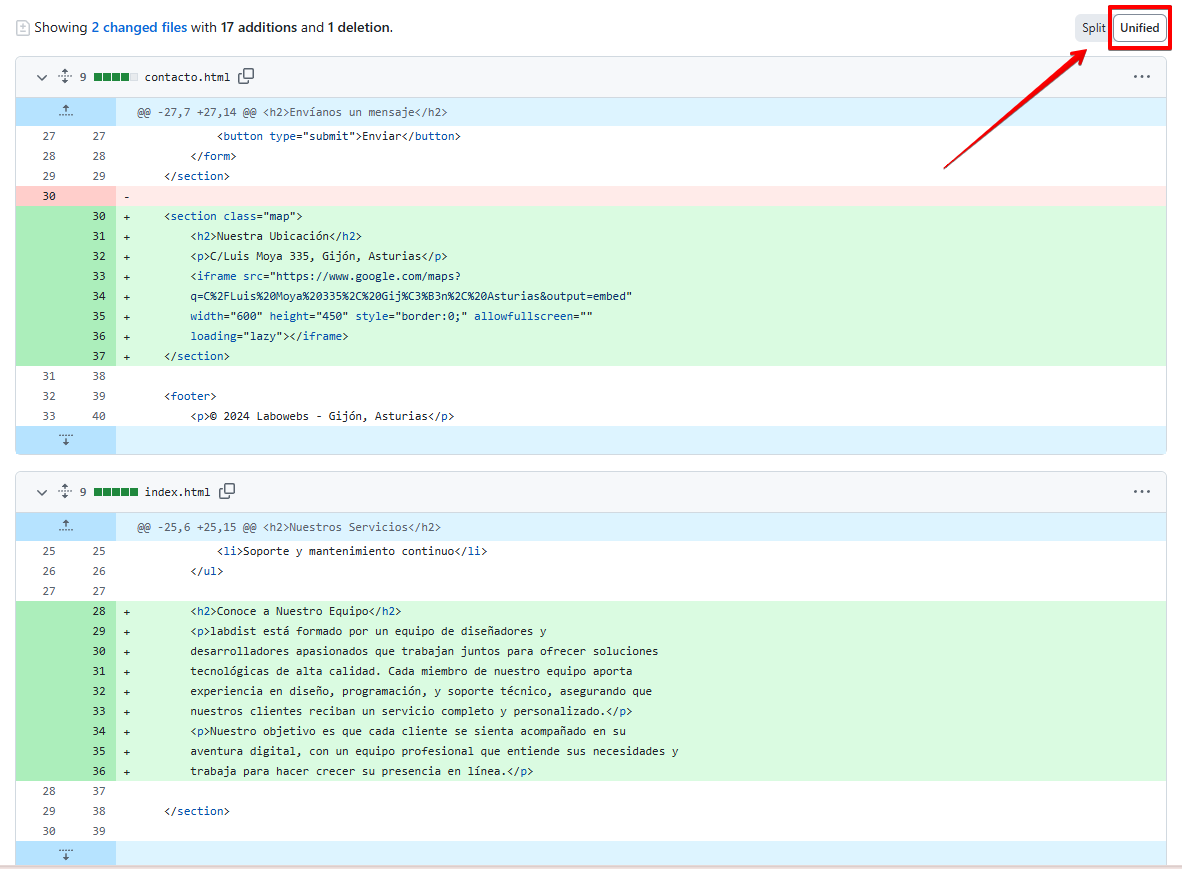 Showing 2 changed files with 17 additions and 1 deletion.
Split Unified
9 contacto.html
@@ -27,7 +27,14 @@ <h2>Envíanos un mensaje</h2>
27 27 <button type="submit">Enviar</button>
28 28 </form>
29 29 </section>
30 -
30 + <section class="map">
31 + <h2>Nuestra Ubicación</h2>
32 + <p>C/Luis Moya 335, Gijón, Asturias</p>
33 + <iframe src="https://www.google.com/maps?
34 + q=C%2FLuis%20Moya%20335%2C%20Gij%C3%B3n%2C%20Asturias&output=embed"
35 + width="600" height="450" style="border:0;" allowfullscreen=""
36 + loading="lazy"></iframe>
37 + </section>
31 38
32 39 <footer>
33 40 <p>© 2024 Labowebs - Gijón, Asturias</p>
9 index.html
@@ -25,6 +25,15 @@ <h2>Nuestros Servicios</h2>
25 25 <li>Soporte y mantenimiento continuo</li>
26 26 </ul>
27 27
28 + <h2>Conoce a Nuestro Equipo</h2>
29 + <p>labdist está formado por un equipo de diseñadores y
30 + desarrolladores apasionados que trabajan juntos para ofrecer soluciones
31 + tecnológicas de alta calidad. Cada miembro de nuestro equipo aporta
32 + experiencia en diseño, programación, y soporte técnico, asegurando que
33 + nuestros clientes reciban un servicio completo y personalizado.</p>
34 + <p>Nuestro objetivo es que cada cliente se sienta acompañado en su
35 + aventura digital, con un equipo profesional que entiende sus necesidades y
36 + trabaja para hacer crecer su presencia en línea.</p>
28 37
29 38 </section>
30 39